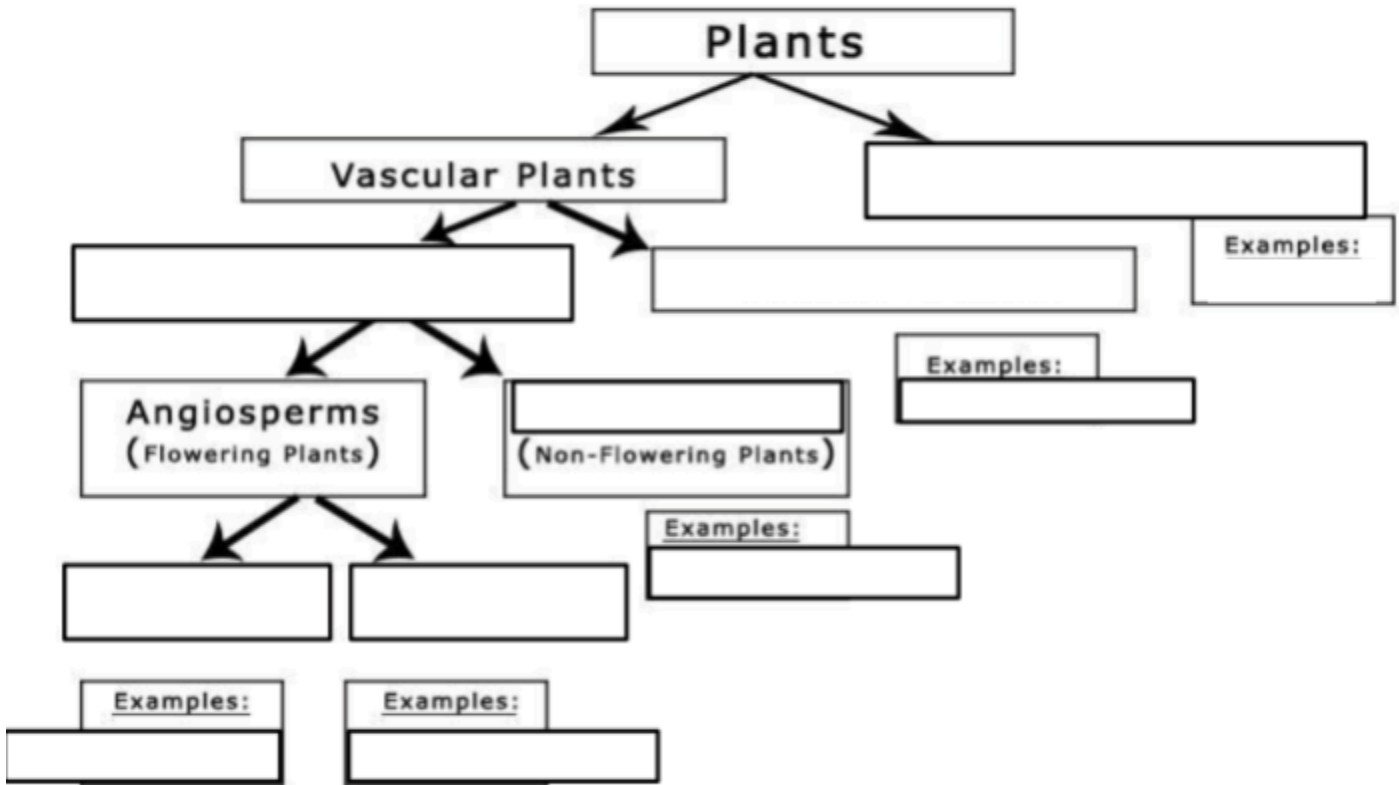 Plants
Vascular Plants
Examples:
Examples:
Angiosperms
(Flowering Plants)
(Non-Flowering Plants)
Examples:
Examples:
Examples: